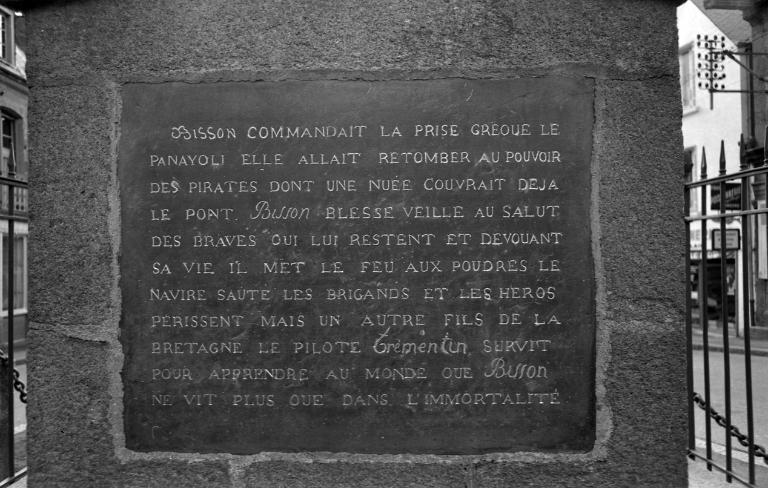 BISSON COMMANDAIT LA PRISE GRÈQUE LE
PANAYOLI ELLE ALLAIT RETOMBER AU POUVOIR
DES PIRATES DONT UNE NUÉE COUVRAIT DEJA
LE PONT. Bisson BLESSÉ VEILLE AU SALUT
DES BRAVES QUI LUI RESTENT ET DEVOUANT
SA VIE IL MET LE FEU AUX POUDRES LE
NAVIRE SAUTE LES BRIGANDS ET LES HEROS
PÉRISSENT MAIS UN AUTRE FILS DE LA
BRETAGNE LE PILOTE Trémentin SURVIT
POUR APPRENDRE AU MONDE QUE Bisson
NE VIT PLUS QUE DANS L'IMMORTALITÉ